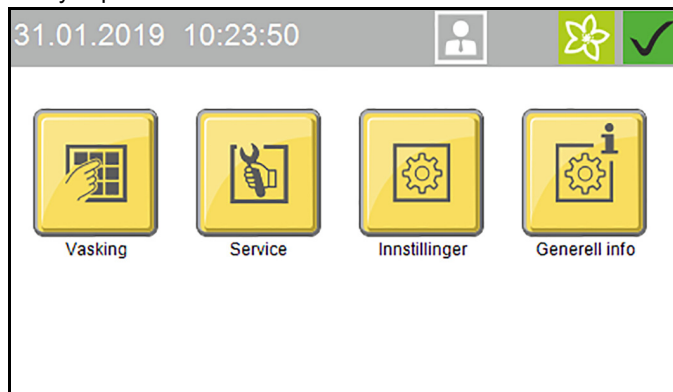 31.01.2019 10:23:50
Vasking
Service
Innstillinger
Generell info